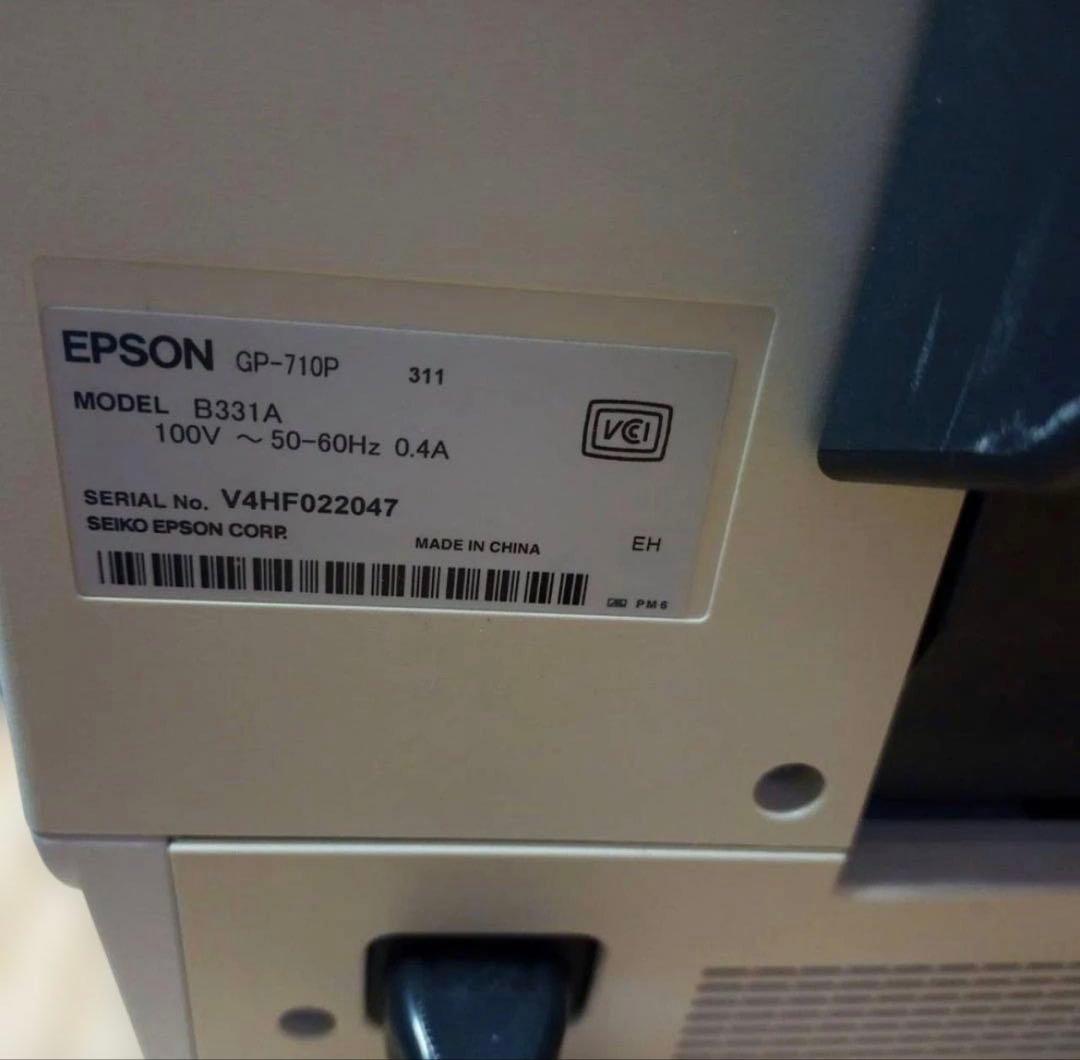 EPSON GP-710P 311
MODEL B331A
100V ～ 50-60Hz 0.4A
VCCI
SERIAL No. V4HF022047
SEIKO EPSON CORP.
MADE IN CHINA EH
PM6